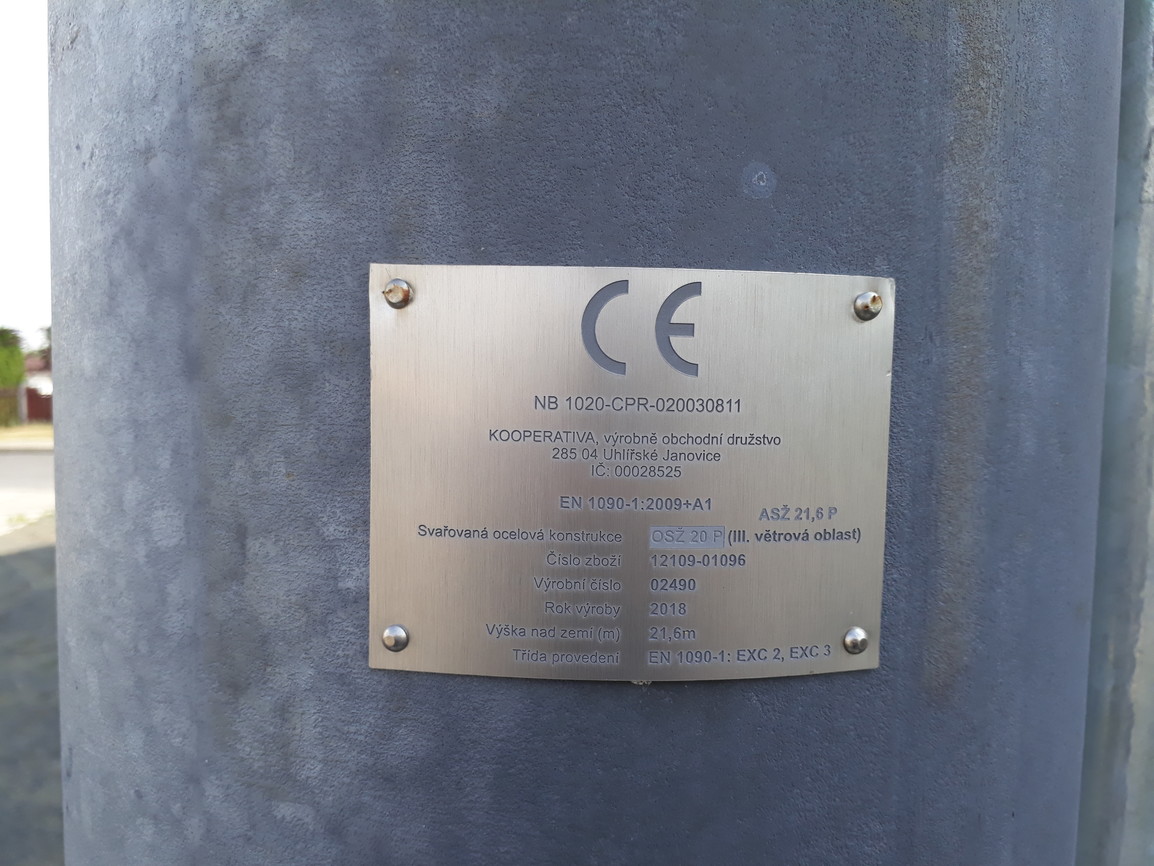 CE
NB 1020-CPR-020030811
KOOPERATIVA, výrobně obchodní družstvo
285 04 Uhlířské Janovice
IČ: 00028525
EN 1090-1:2009+A1
ASŽ 21,6 P
Svařovaná ocelová konstrukce OSŽ 20 P (III. větrová oblast)
Číslo zboží 12109-01096
Výrobní číslo 02490
Rok výroby 2018
Výška nad zemí (m) 21,6m
Třída provedení EN 1090-1: EXC 2, EXC 3